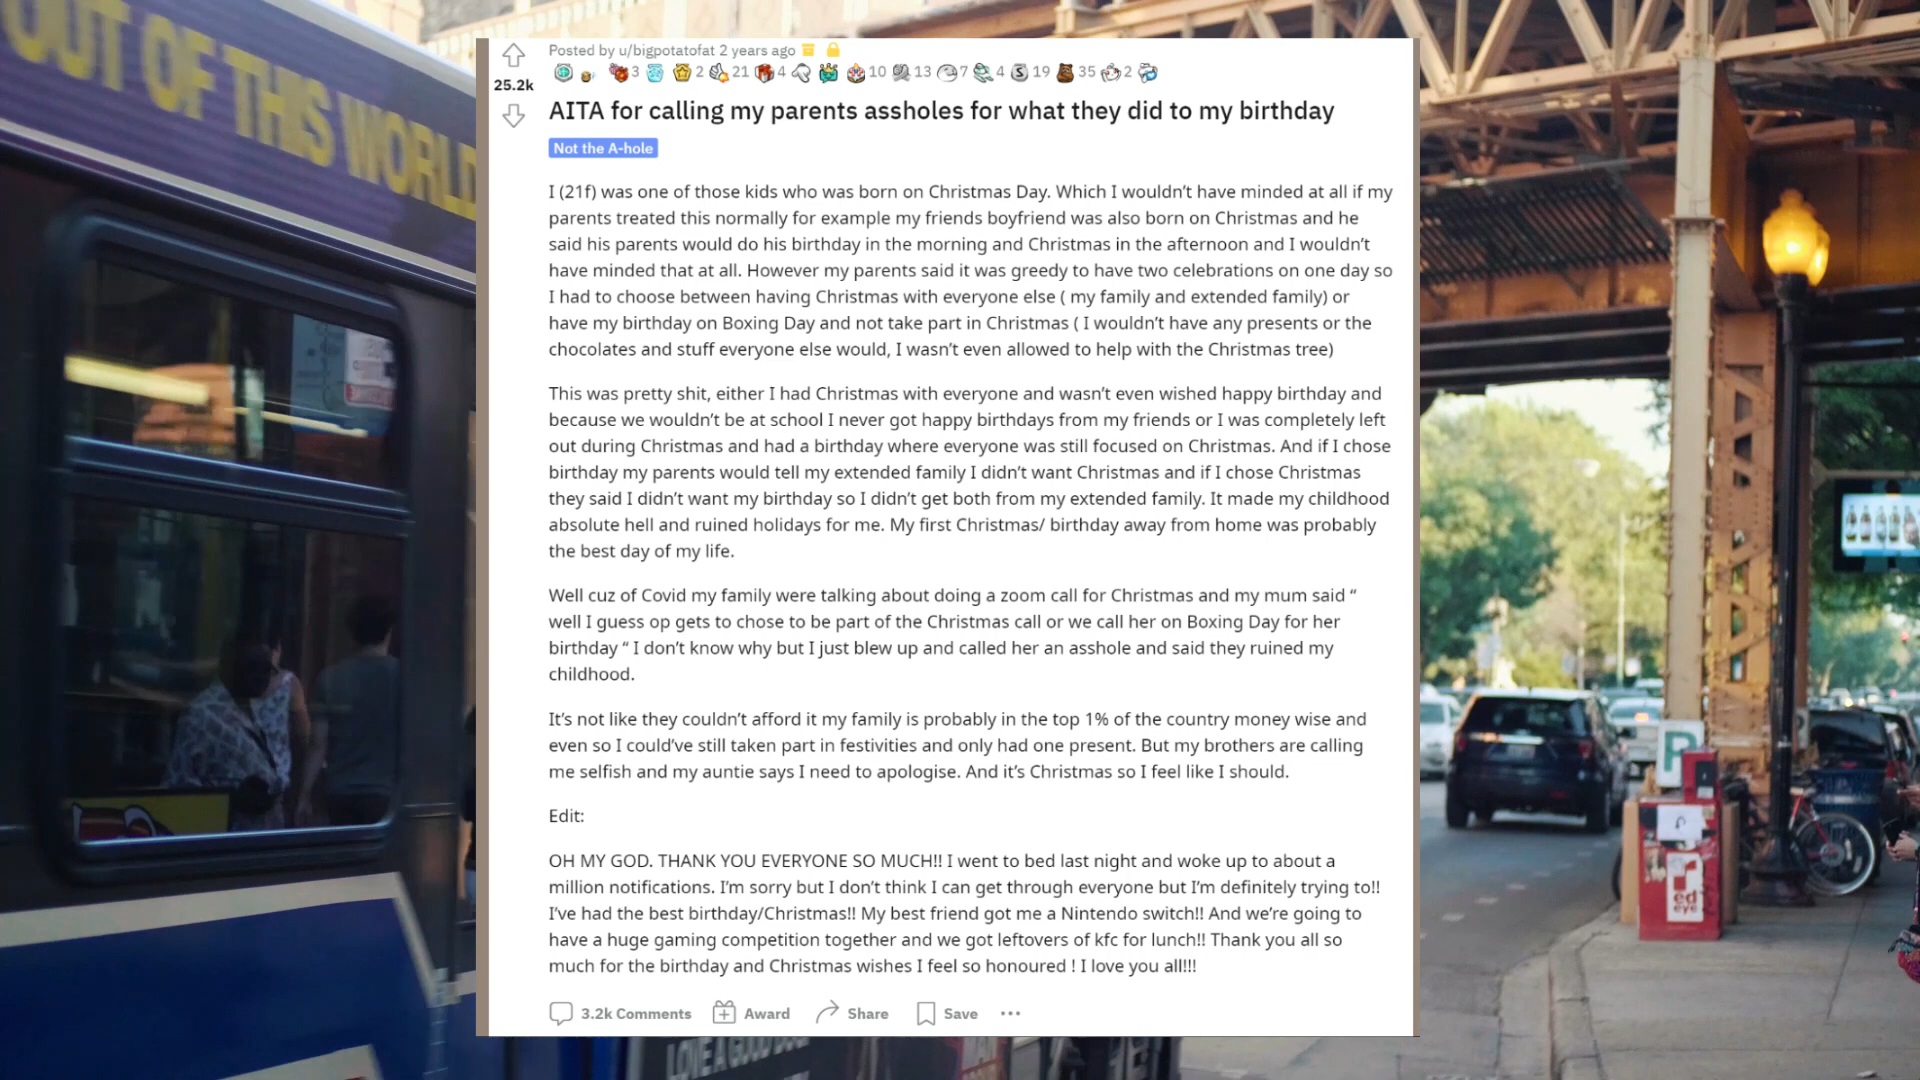 OUT OF THIS WORLD
Posted by u/bigpotatofat 2 years ago
3 2 21 4 10 13 7 4 19 35 2
25.2k
AITA for calling my parents assholes for what they did to my birthday
Not the A-hole
I (21f) was one of those kids who was born on Christmas Day. Which I wouldn't have minded at all if my
parents treated this normally for example my friends boyfriend was also born on Christmas and he
said his parents would do his birthday in the morning and Christmas in the afternoon and I wouldn't
have minded that at all. However my parents said it was greedy to have two celebrations on one day so
I had to choose between having Christmas with everyone else ( my family and extended family) or
have my birthday on Boxing Day and not take part in Christmas ( I wouldn't have any presents or the
chocolates and stuff everyone else would, I wasn't even allowed to help with the Christmas tree)
This was pretty shit, either I had Christmas with everyone and wasn't even wished happy birthday and
because we wouldn't be at school I never got happy birthdays from my friends or I was completely left
out during Christmas and had a birthday where everyone was still focused on Christmas. And if I chose
birthday my parents would tell my extended family I didn't want Christmas and if I chose Christmas
they said I didn't want my birthday so I didn't get both from my extended family. It made my childhood
absolute hell and ruined holidays for me. My first Christmas/ birthday away from home was probably
the best day of my life.
Well cuz of Covid my family were talking about doing a zoom call for Christmas and my mum said “
well I guess op gets to chose to be part of the Christmas call or we call her on Boxing Day for her
birthday “ I don't know why but I just blew up and called her an asshole and said they ruined my
childhood.
It's not like they couldn't afford it my family is probably in the top 1% of the country money wise and
even so I could've still taken part in festivities and only had one present. But my brothers are calling
me selfish and my auntie says I need to apologise. And it's Christmas so I feel like I should.
Edit:
OH MY GOD. THANK YOU EVERYONE SO MUCH!! I went to bed last night and woke up to about a
million notifications. I'm sorry but I don't think I can get through everyone but I'm definitely trying to!!
I've had the best birthday/Christmas!! My best friend got me a Nintendo switch!! And we're going to
have a huge gaming competition together and we got leftovers of kfc for lunch!! Thank you all so
much for the birthday and Christmas wishes I feel so honoured ! I love you all!!!
3.2k Comments Award Share Save
P
ed
eye
LOVE A GOOD